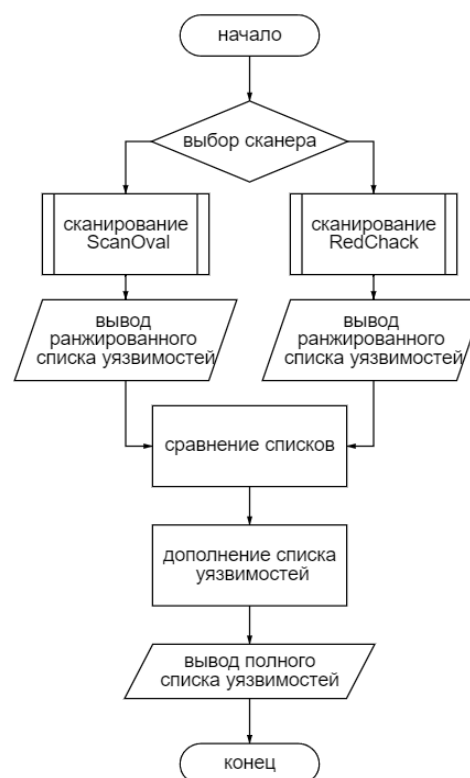 начало
выбор сканера
сканирование
ScanOval
сканирование
RedChack
вывод
ранжированного
списка уязвимостей
вывод
ранжированного
списка уязвимостей
сравнение списков
дополнение списка
уязвимостей
вывод полного
списка уязвимостей
конец